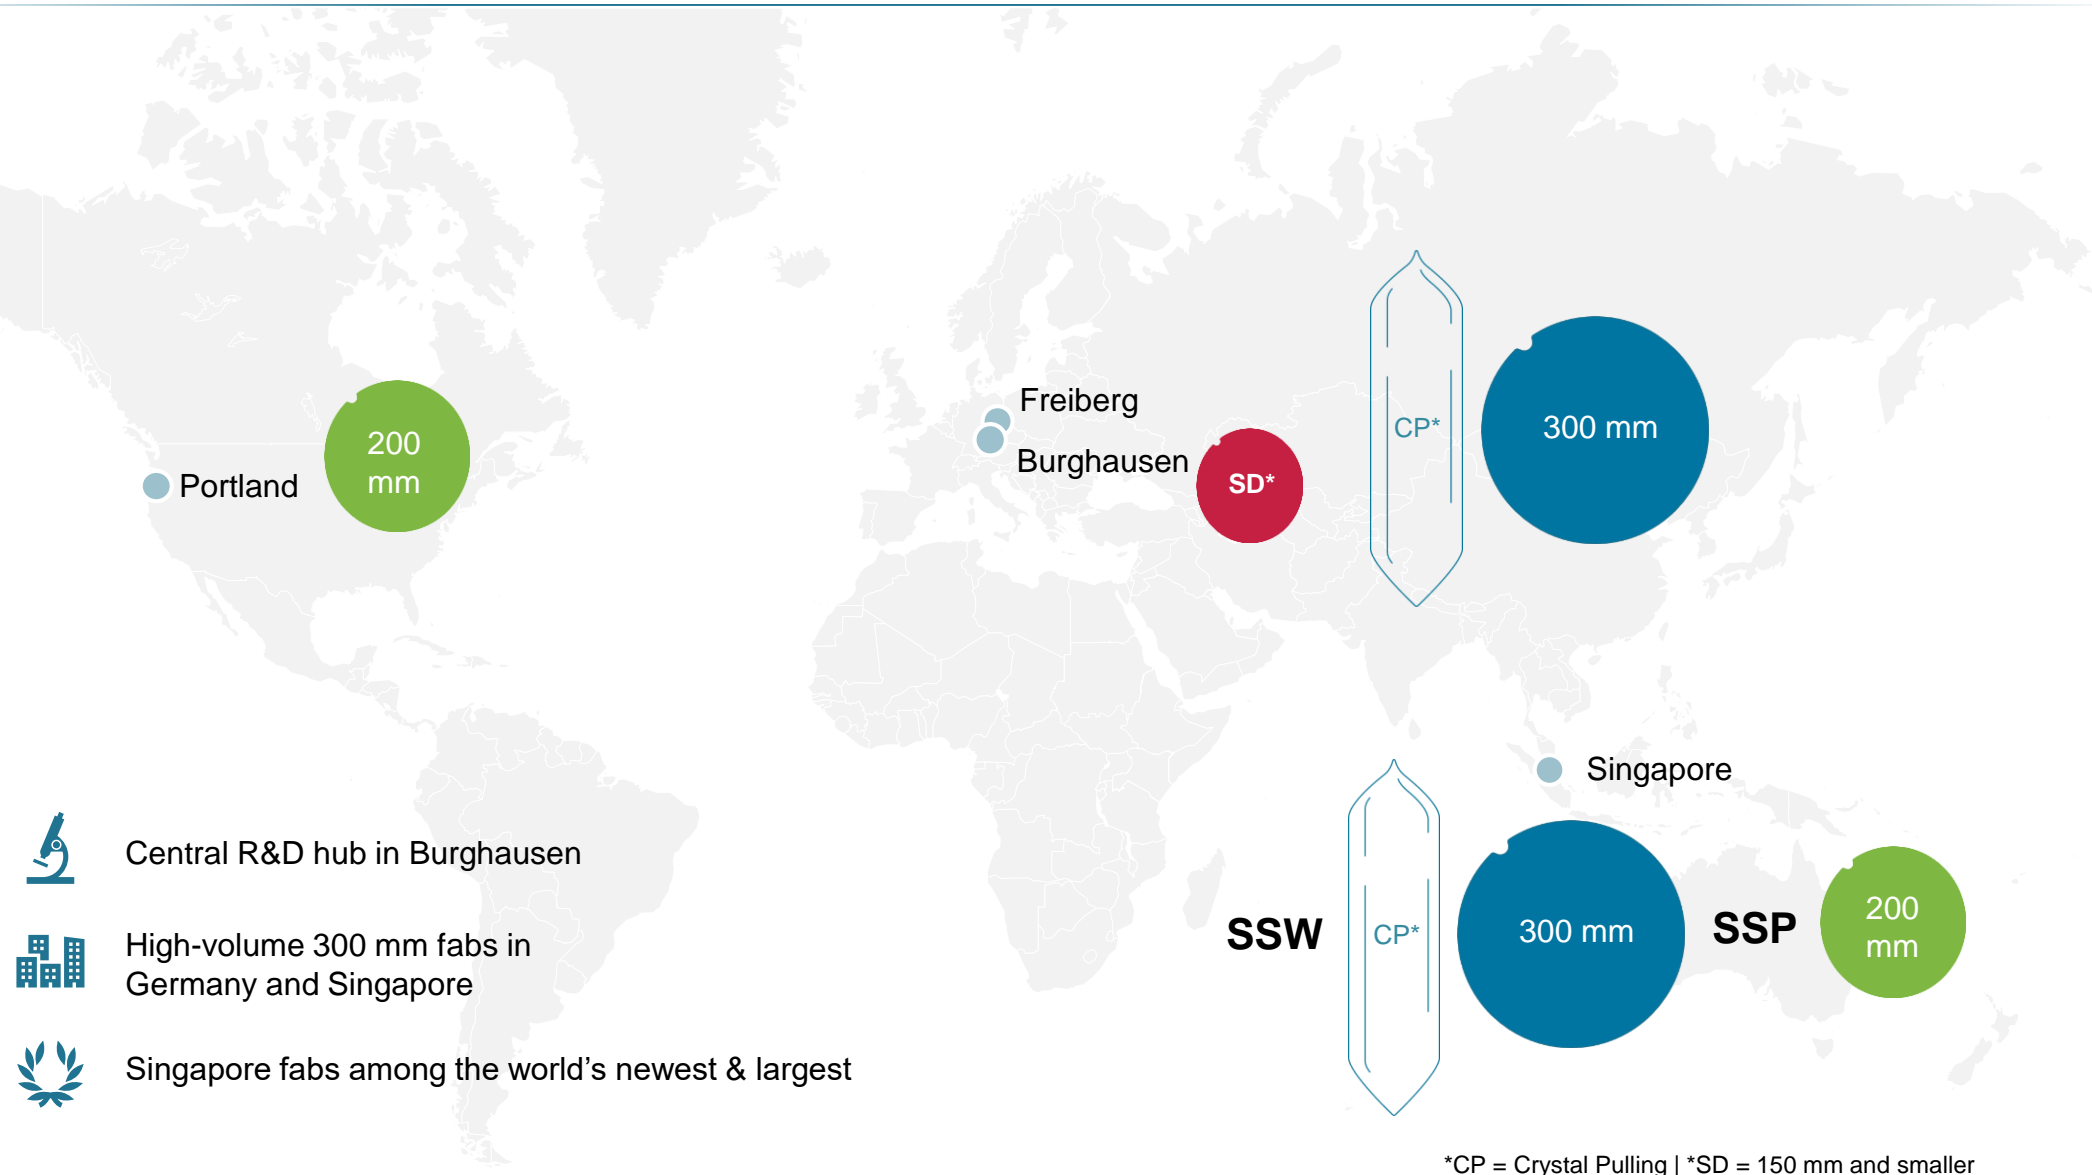 Freiberg
CP*
300 mm
200
mm
Portland
Burghausen
SD*
Singapore
Central R&D hub in Burghausen
High-volume 300 mm fabs in
Germany and Singapore
Singapore fabs among the world’s newest & largest
SSW
CP*
300 mm
SSP
200
mm
*CP = Crystal Pulling | *SD = 150 mm and smaller